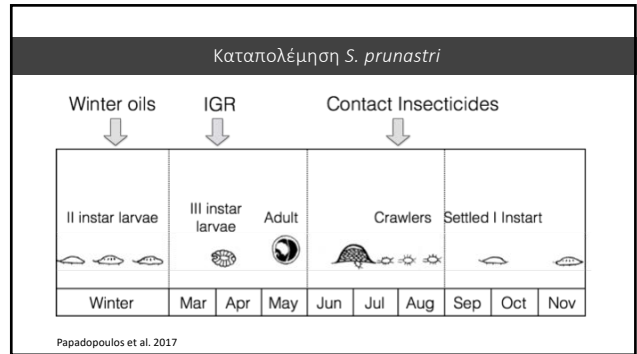 Καταπολέμηση S. prunastri
Winter oils IGR Contact Insecticides
II instar larvae
III instar
larvae
Adult
Crawlers
Settled I Instart
Winter Mar Apr May Jun Jul Aug Sep Oct Nov
Papadopoulos et al. 2017